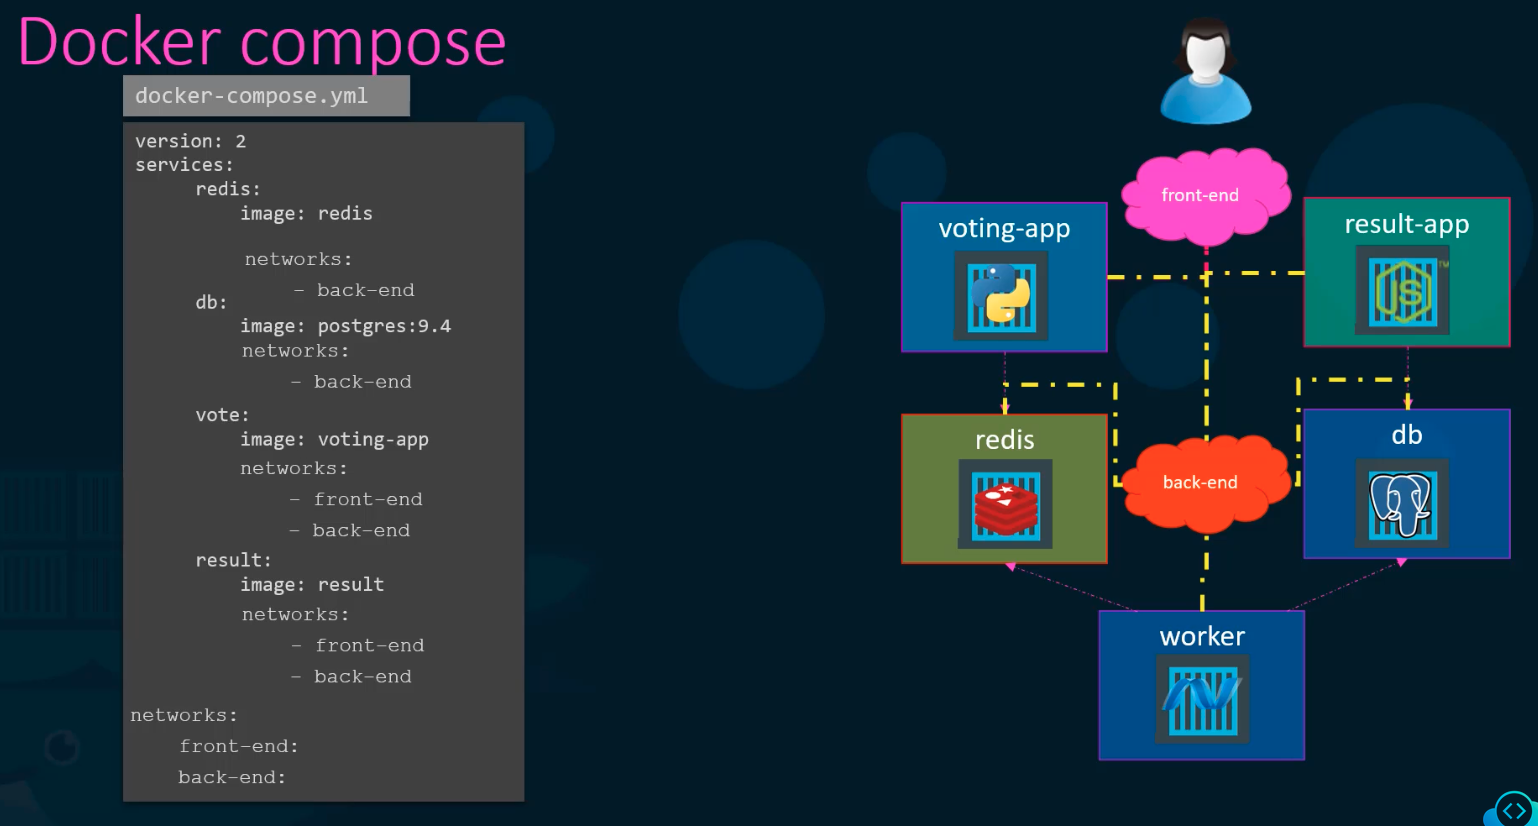 Docker compose
docker-compose.yml
version: 2
services:
redis:
image: redis
networks:
- back-end
db:
image: postgres:9.4
networks:
- back-end
vote:
image: voting-app
networks:
- front-end
- back-end
result:
image: result
networks:
- front-end
- back-end
networks:
front-end:
back-end:
front-end
voting-app
result-app
JS
TM
redis
back-end
db
worker